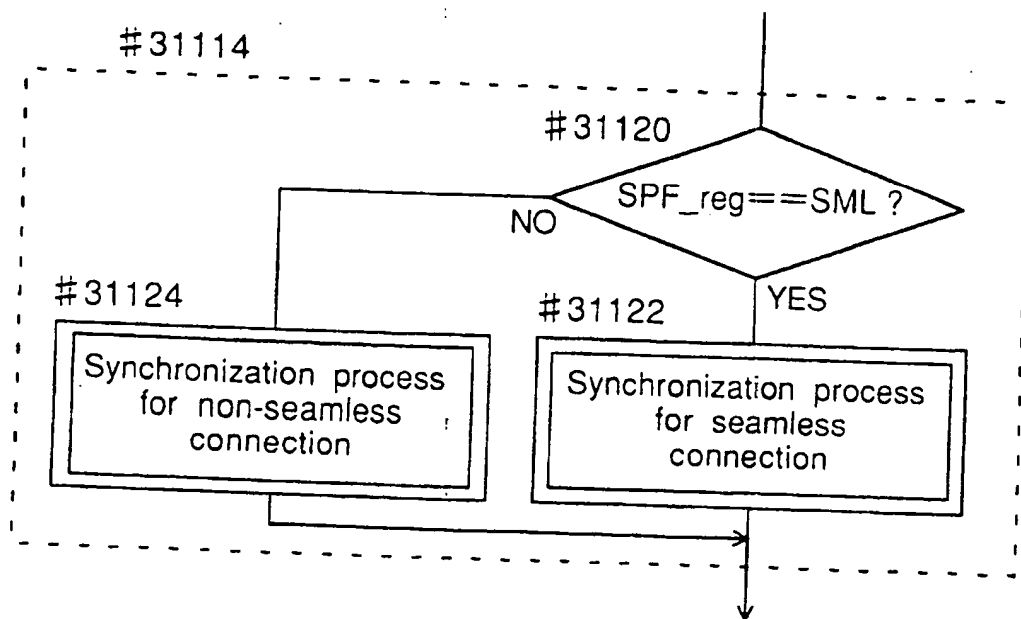 #31114
#31120
SPF_reg==SML ?
NO
YES
#31124
#31122
Synchronization process
for non-seamless
connection
Synchronization process
for seamless
connection